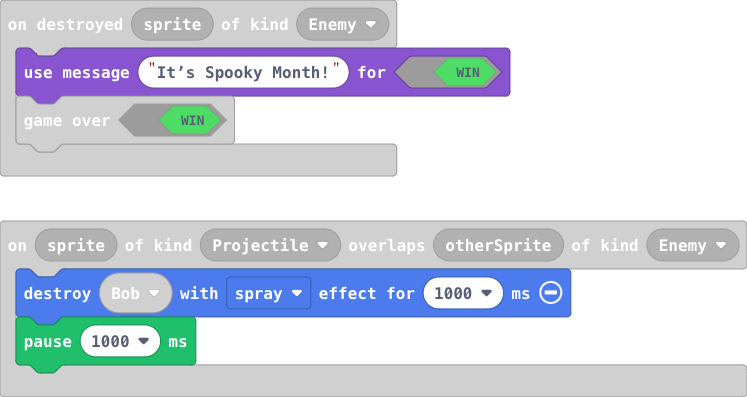 on destroyed sprite of kind Enemy
use message "It’s Spooky Month!" for WIN
game over WIN
on sprite of kind Projectile overlaps otherSprite of kind Enemy
destroy Bob with spray effect for 1000 ms
pause 1000 ms